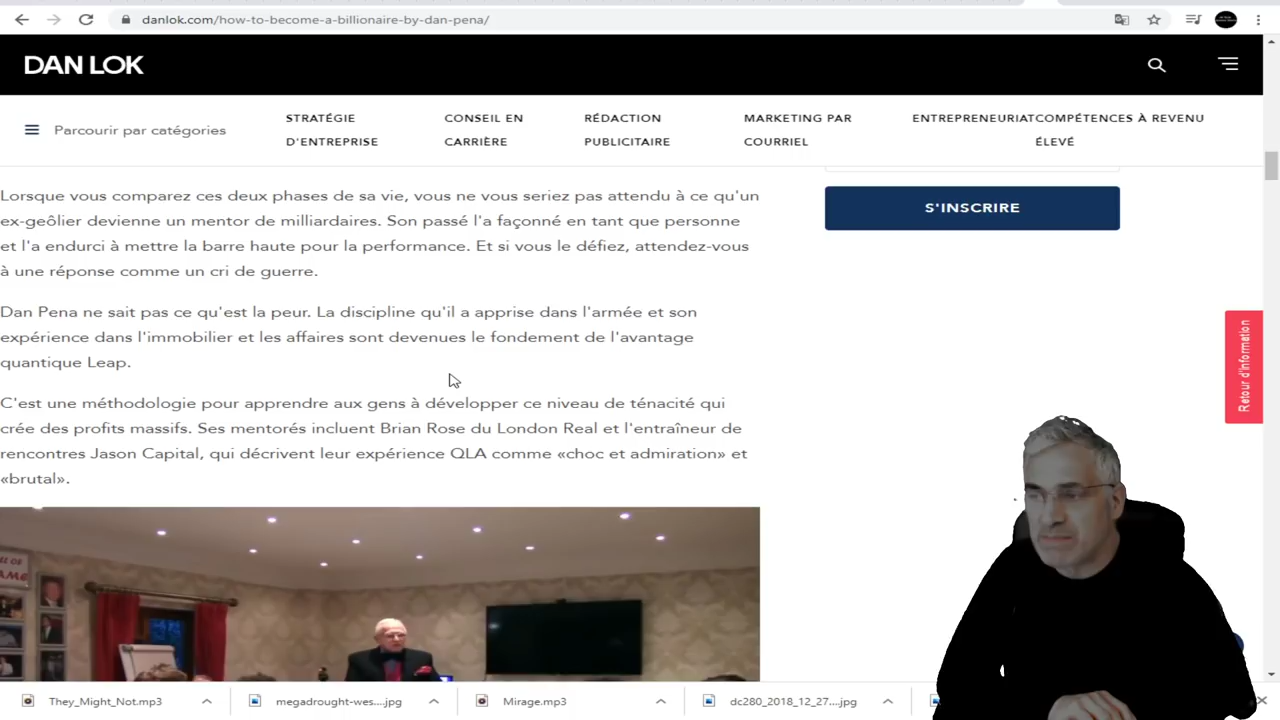 danlok.com/how-to-become-a-billionaire-by-dan-pena/
DAN LOK
Parcourir par catégories
STRATÉGIE
D'ENTREPRISE
CONSEIL EN
CARRIÈRE
RÉDACTION
PUBLICITAIRE
MARKETING PAR
COURRIEL
ENTREPRENEURIATCOMPÉTENCES À REVENU
ÉLEVÉ
Lorsque vous comparez ces deux phases de sa vie, vous ne vous seriez pas attendu à ce qu'un
ex-geôlier devienne un mentor de milliardaires. Son passé l'a façonné en tant que personne
et l'a endurci à mettre la barre haute pour la performance. Et si vous le défiez, attendez-vous
à une réponse comme un cri de guerre.
S'INSCRIRE
Dan Pena ne sait pas ce qu'est la peur. La discipline qu'il a apprise dans l'armée et son
expérience dans l'immobilier et les affaires sont devenues le fondement de l'avantage
quantique Leap.
Retour d'information
C'est une méthodologie pour apprendre aux gens à développer ce niveau de ténacité qui
crée des profits massifs. Ses mentorés incluent Brian Rose du London Real et l'entraîneur de
rencontres Jason Capital, qui décrivent leur expérience QLA comme «choc et admiration» et
«brutal».
They_Might_Not.mp3
megadrought-wes....jpg
Mirage.mp3
dc280_2018_12_27....jpg